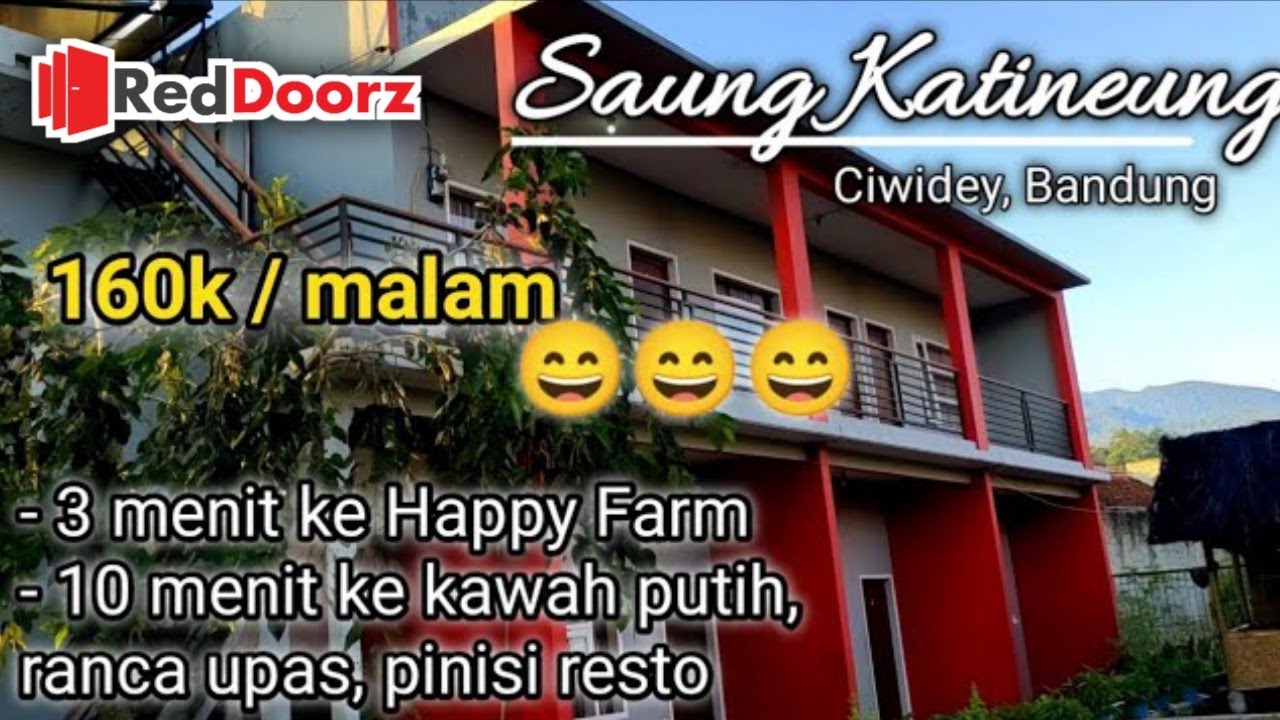 RedDoorz
Saung Katineung
Ciwidey, Bandung
160k / malam
- 3 menit ke Happy Farm
- 10 menit ke kawah putih,
ranca upas, pinisi resto